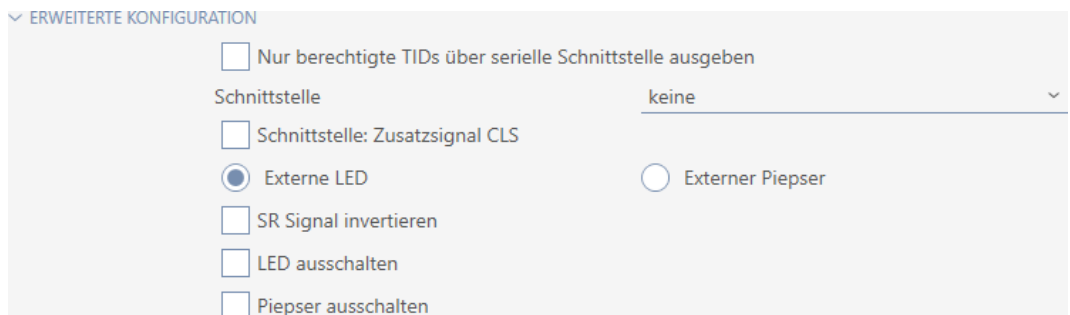 ERWEITERTE KONFIGURATION
Nur berechtigte TIDs über serielle Schnittstelle ausgeben
Schnittstelle keine
Schnittstelle: Zusatzsignal CLS
Externe LED Externer Piepser
SR Signal invertieren
LED ausschalten
Piepser ausschalten